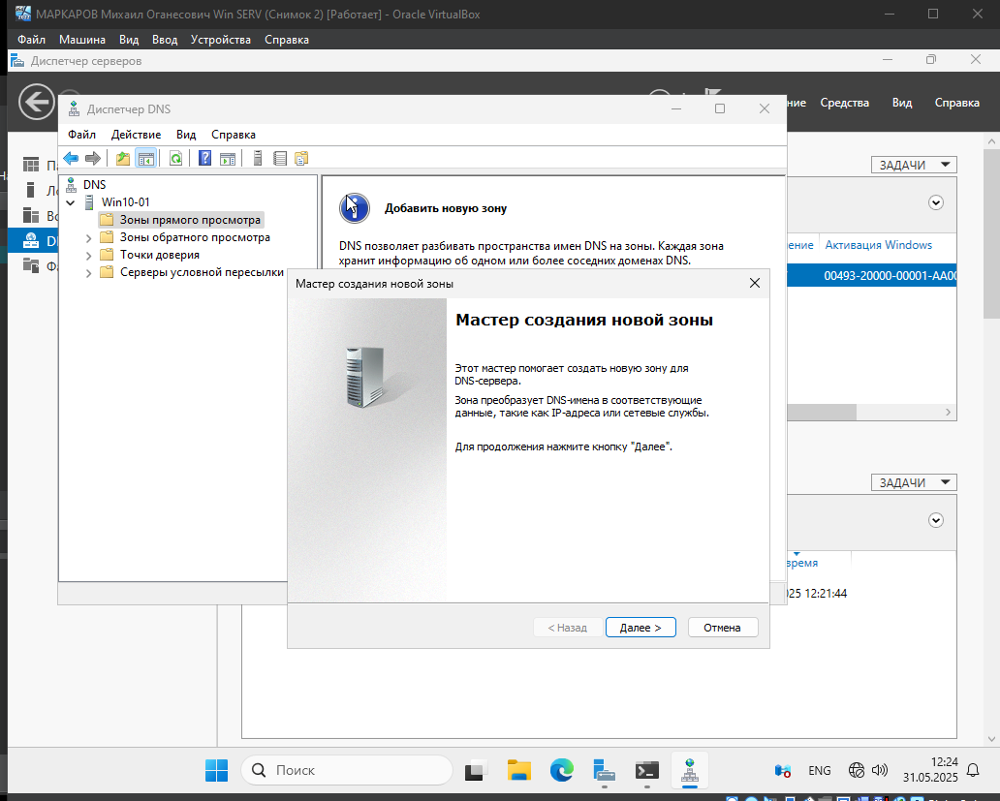 МАРКАРОВ Михаил Оганесович Win SERV (Снимок 2) [Работает] - Oracle VirtualBox
Файл Машина Вид Ввод Устройства Справка
Диспетчер серверов
Средства Вид Справка
Диспетчер DNS
Файл Действие Вид Справка
DNS
Win10-01
Зоны прямого просмотра
Зоны обратного просмотра
Точки доверия
Серверы условной пересылки
Добавить новую зону
DNS позволяет разбивать пространства имен DNS на зоны. Каждая зона
хранит информацию об одном или более соседних доменах DNS.
ЗАДАЧИ
Активация Windows
00493-20000-00001-AA00
Мастер создания новой зоны
Мастер создания новой зоны
Этот мастер помогает создать новую зону для
DNS-сервера.
Зона преобразует DNS-имена в соответствующие
данные, такие как IP-адреса или сетевые службы.
Для продолжения нажмите кнопку "Далее".
< Назад Далее > Отмена
ЗАДАЧИ
время
25 12:21:44
Поиск
ENG
12:24
31.05.2025